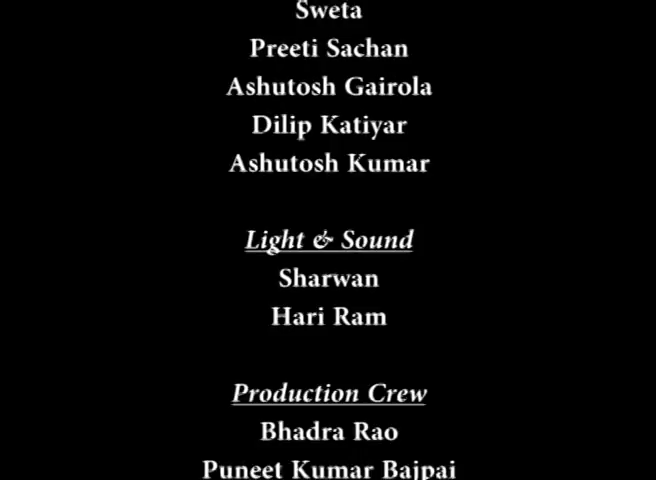 Sweta
Preeti Sachan
Ashutosh Gairola
Dilip Katiyar
Ashutosh Kumar
Light & Sound
Sharwan
Hari Ram
Production Crew
Bhadra Rao
Puneet Kumar Bajpai